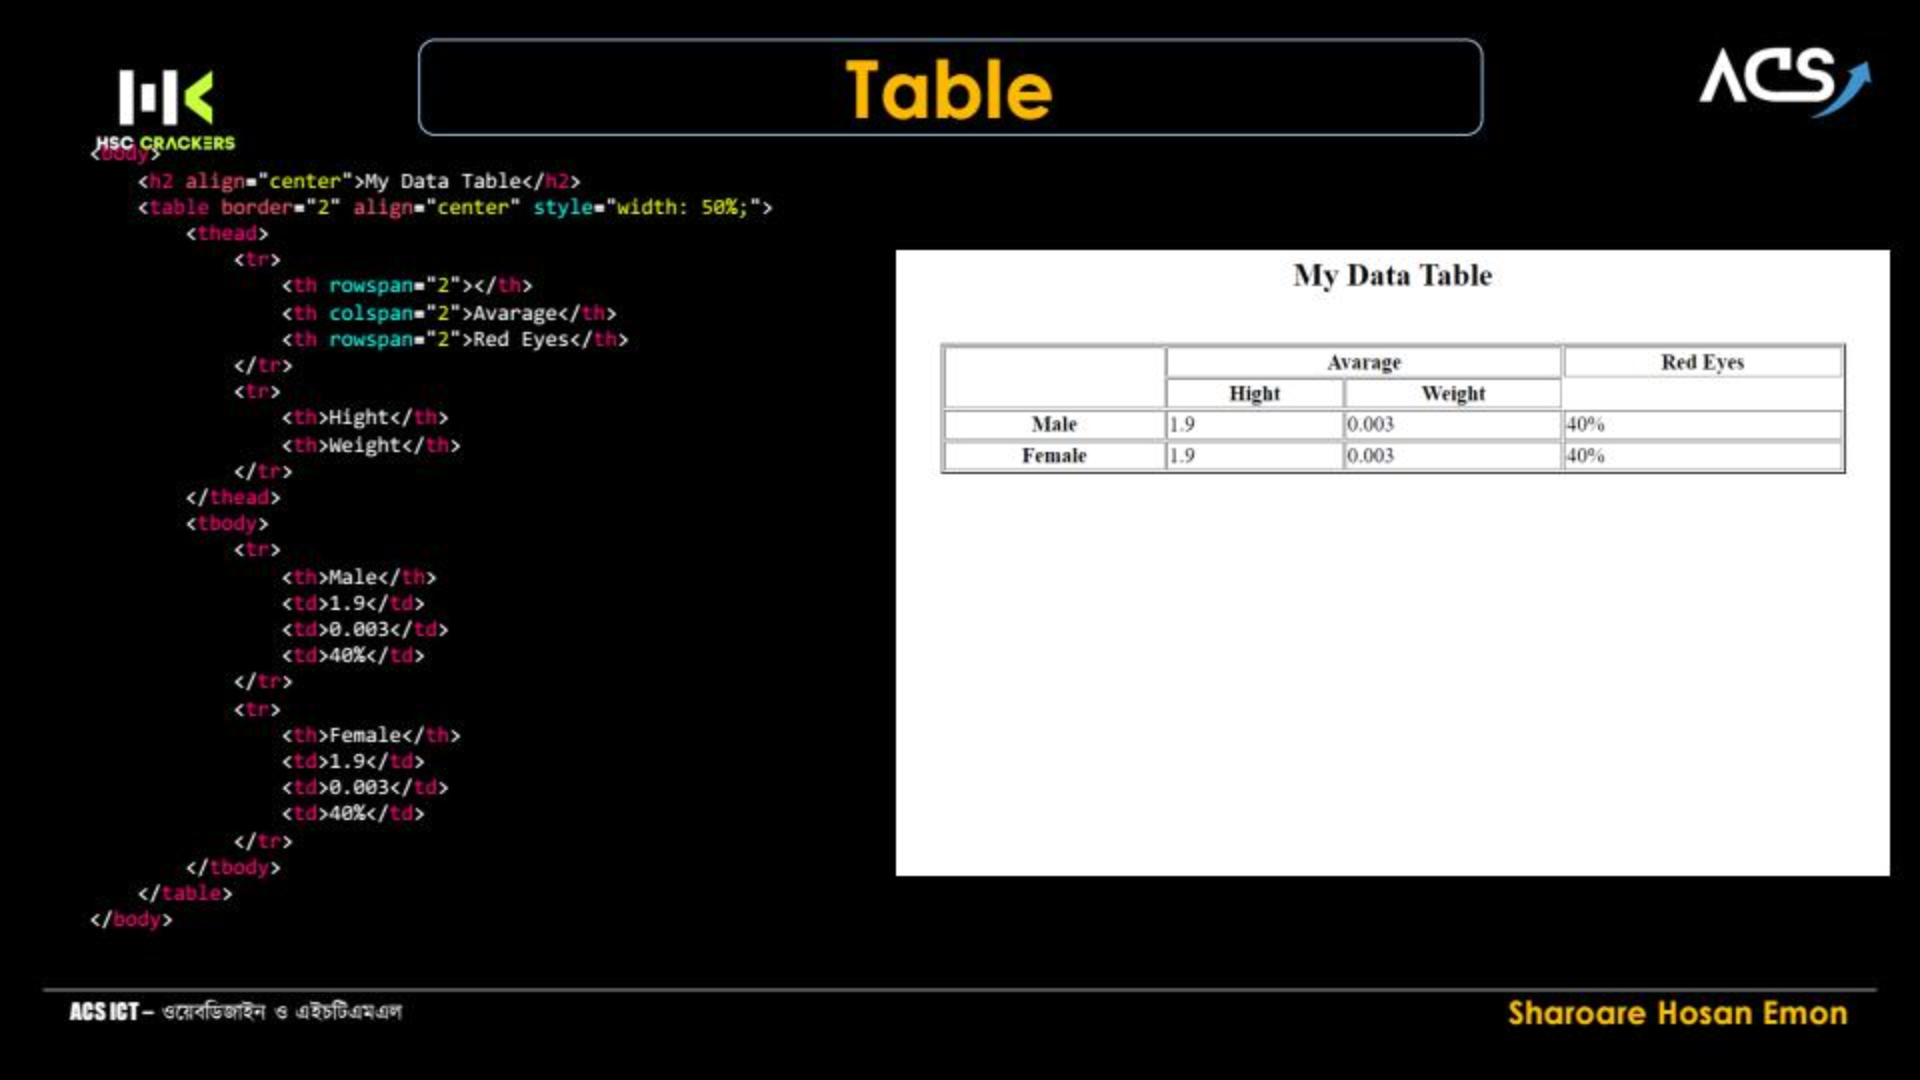 Table
ACS
HSC CRACKERS
<body>
<h2 align="center">My Data Table</h2>
<table border="2" align="center" style="width: 50%;">
<thead>
<tr>
<th rowspan="2"></th>
<th colspan="2">Avarage</th>
<th rowspan="2">Red Eyes</th>
</tr>
<tr>
<th>Hight</th>
<th>Weight</th>
</tr>
</thead>
<tbody>
<tr>
<th>Male</th>
<td>1.9</td>
<td>0.003</td>
<td>40%</td>
</tr>
<tr>
<th>Female</th>
<td>1.9</td>
<td>0.003</td>
<td>40%</td>
</tr>
</tbody>
</table>
</body>
My Data Table
Avarage Red Eyes
Hight Weight
Male 1.9 0.003 40%
Female 1.9 0.003 40%
ACS ICT – ওয়েবডিজাইন ও এইচটিএমএল
Sharoare Hosan Emon